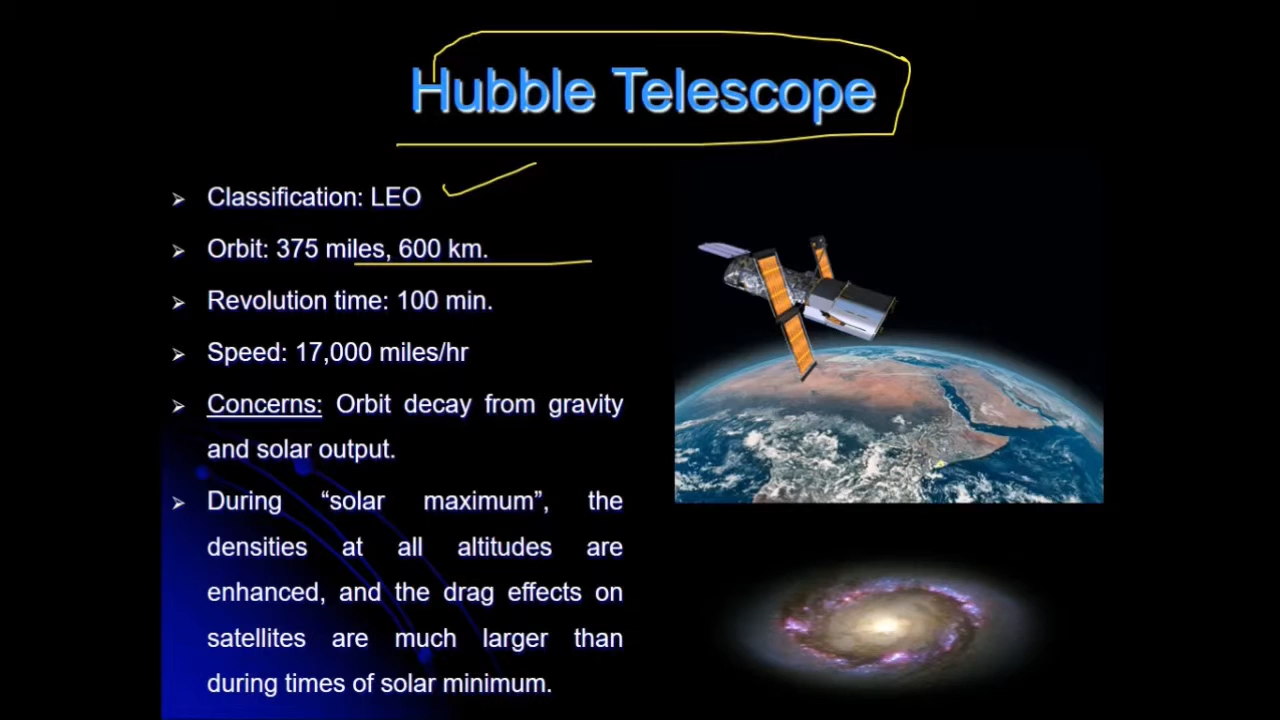 Hubble Telescope
➢ Classification: LEO
➢ Orbit: 375 miles, 600 km.
➢ Revolution time: 100 min.
➢ Speed: 17,000 miles/hr
➢ Concerns: Orbit decay from gravity
and solar output.
➢ During “solar maximum”, the
densities at all altitudes are
enhanced, and the drag effects on
satellites are much larger than
during times of solar minimum.